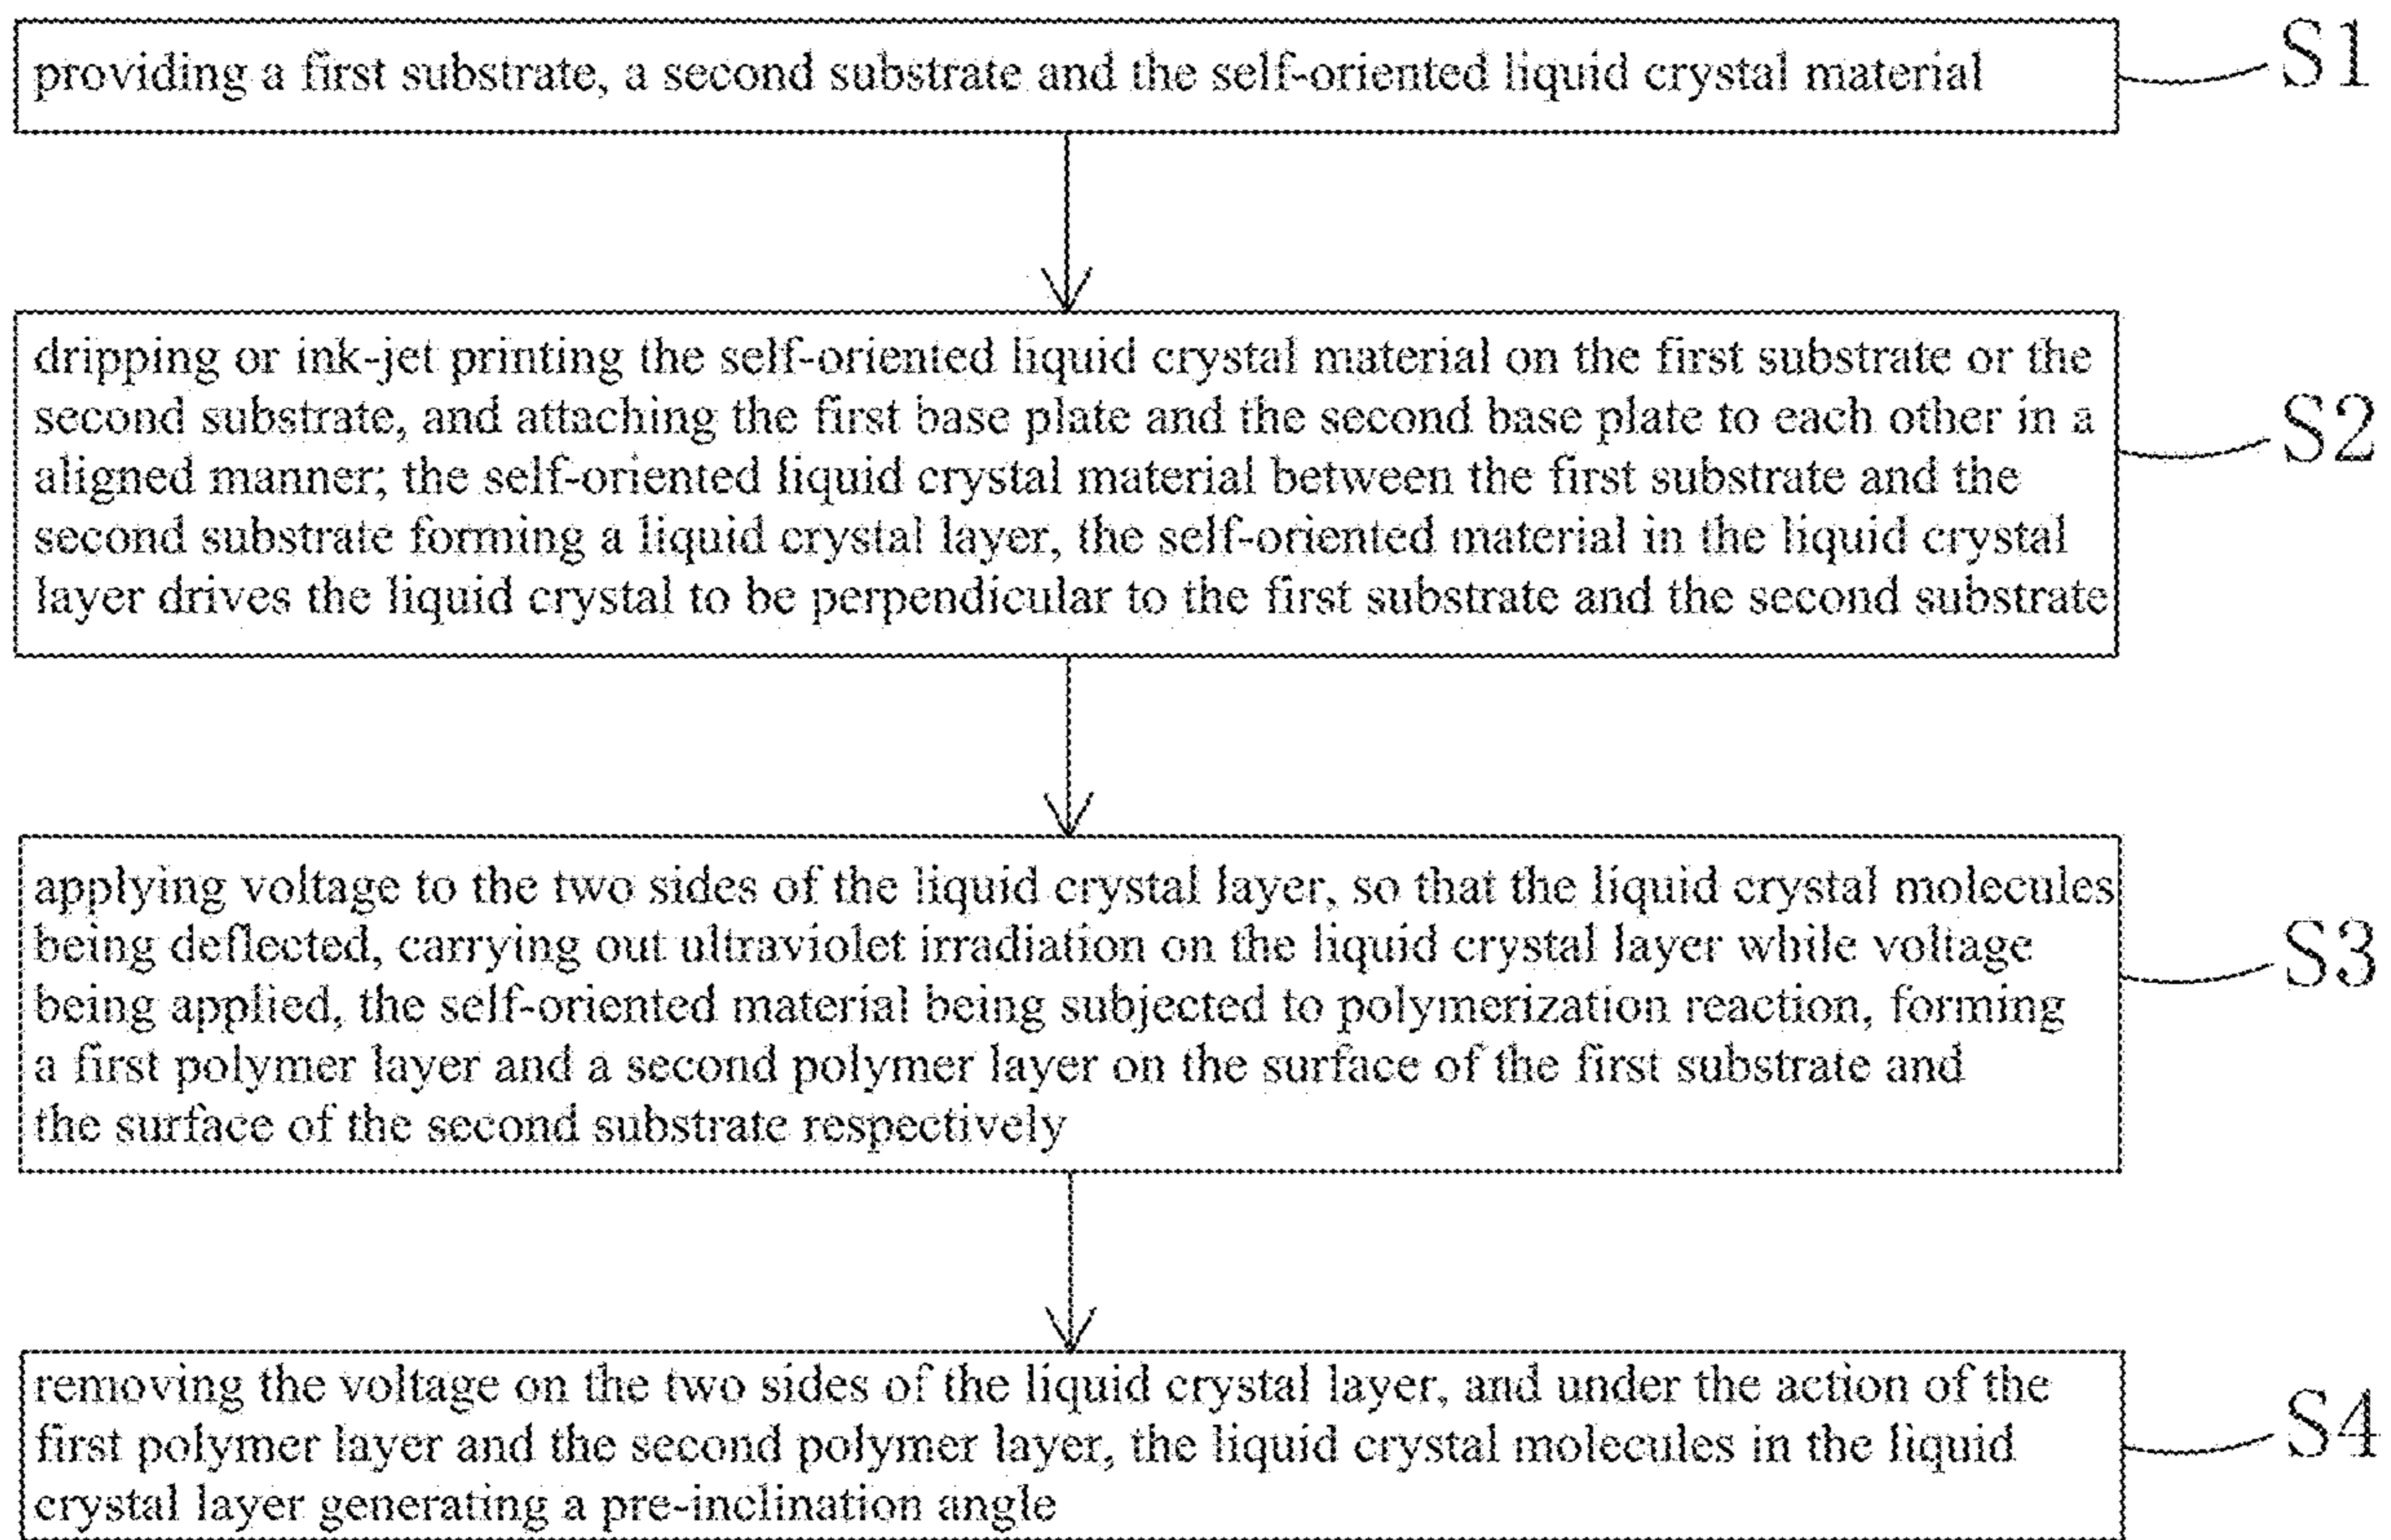 providing a first substrate, a second substrate and the self-oriented liquid crystal material
S1
dripping or ink-jet printing the self-oriented liquid crystal material on the first substrate or the
second substrate, and attaching the first base plate and the second base plate to each other in a
aligned manner; the self-oriented liquid crystal material between the first substrate and the
second substrate forming a liquid crystal layer, the self-oriented material in the liquid crystal
layer drives the liquid crystal to be perpendicular to the first substrate and the second substrate
S2
applying voltage to the two sides of the liquid crystal layer, so that the liquid crystal molecules
being deflected, carrying out ultraviolet irradiation on the liquid crystal layer while voltage
being applied, the self-oriented material being subjected to polymerization reaction, forming
a first polymer layer and a second polymer layer on the surface of the first substrate and
the surface of the second substrate respectively
S3
removing the voltage on the two sides of the liquid crystal layer, and under the action of the
first polymer layer and the second polymer layer, the liquid crystal molecules in the liquid
crystal layer generating a pre-inclination angle
S4